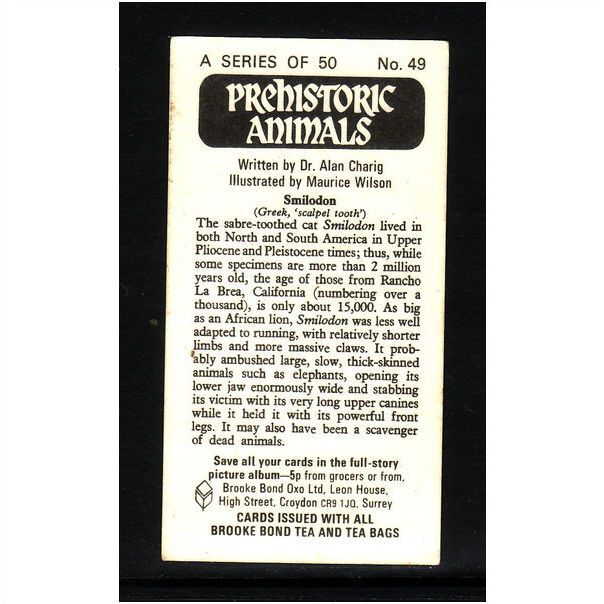 A SERIES OF 50 No. 49
PREHISTORIC
ANIMALS
Written by Dr. Alan Charig
Illustrated by Maurice Wilson
Smilodon
(Greek, 'scalpel tooth')
The sabre-toothed cat Smilodon lived in
both North and South America in Upper
Pliocene and Pleistocene times; thus, while
some specimens are more than 2 million
years old, the age of those from Rancho
La Brea, California (numbering over a
thousand), is only about 15,000. As big
as an African lion, Smilodon was less well
adapted to running, with relatively shorter
limbs and more massive claws. It prob-
ably ambushed large, slow, thick-skinned
animals such as elephants, opening its
lower jaw enormously wide and stabbing
its victim with its very long upper canines
while it held it with its powerful front
legs. It may also have been a scavenger
of dead animals.
Save all your cards in the full-story
picture album—5p from grocers or from,
Brooke Bond Oxo Ltd, Leon House,
High Street, Croydon CR9 1JQ, Surrey
CARDS ISSUED WITH ALL
BROOKE BOND TEA AND TEA BAGS